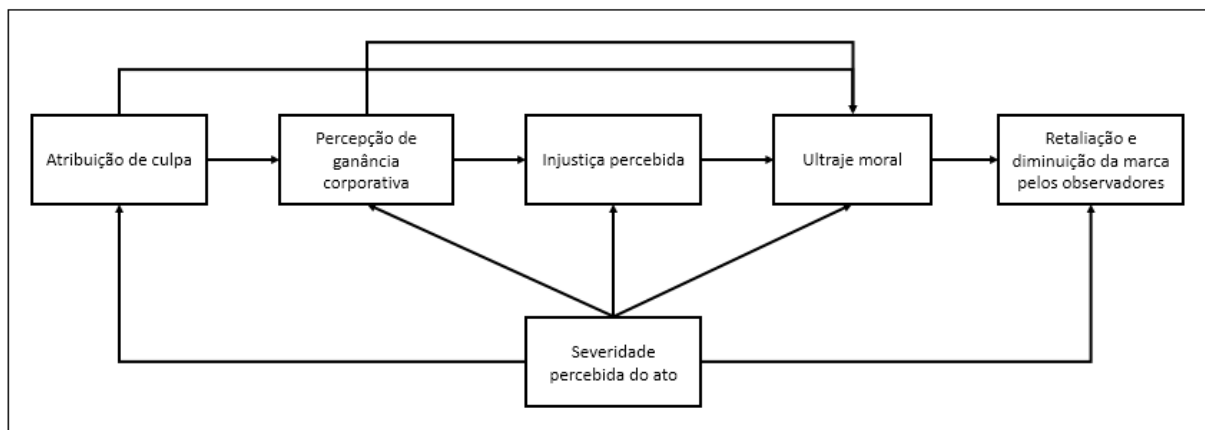 Atribuição de culpa
Percepção de
ganância
corporativa
Injustiça percebida
Ultraje moral
Retaliação e
diminuição da marca
pelos observadores
Severidade
percebida do ato